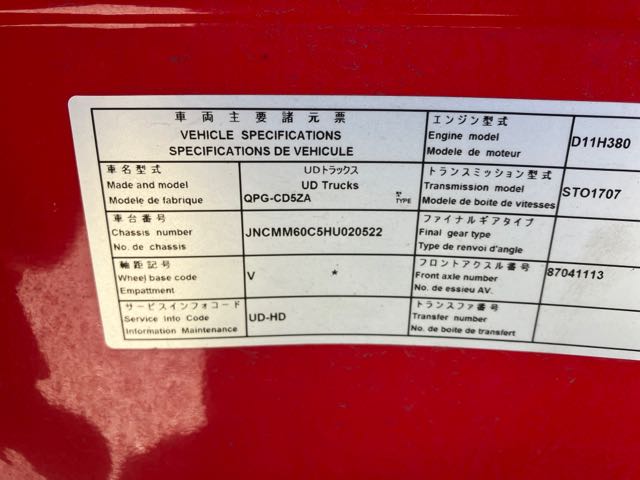 車両主要諸元票
VEHICLE SPECIFICATIONS
SPECIFICATIONS DE VEHICULE
車名型式
Made and model
Modele de fabrique
UDトラックス
UD Trucks
QPG-CD5ZA
型
TYPE
車台番号
Chassis number
No. de chassis
JNCMM60C5HU020522
軸距記号
Wheel base code
Empattment
V *
サービスインフォコード
Service Info Code
Information Maintenance
UD-HD
エンジン型式
Engine model
Modele de moteur
D11H380
トランスミッション型式
Transmission model
Modele de boite de vitesses
STO1707
ファイナルギアタイプ
Final gear type
Type de renvoi d'angle
フロントアクスル番号
Front axle number
No. de essieu AV.
87041113
トランスファ番号
Transfer number
No. de boite de transfert